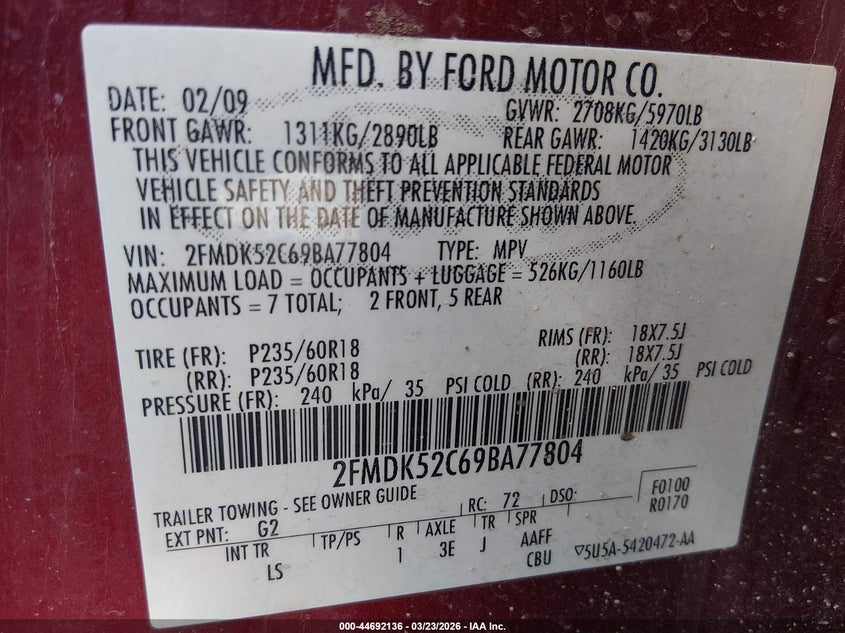 MFD. BY FORD MOTOR CO.
DATE: 02/09 GVWR: 2708KG/5970LB
FRONT GAWR: 1311KG/2890LB REAR GAWR: 1420KG/3130LB
THIS VEHICLE CONFORMS TO ALL APPLICABLE FEDERAL MOTOR
VEHICLE SAFETY AND THEFT PREVENTION STANDARDS
IN EFFECT ON THE DATE OF MANUFACTURE SHOWN ABOVE.
VIN: 2FMDK52C69BA77804 TYPE: MPV
MAXIMUM LOAD = OCCUPANTS + LUGGAGE = 526KG/1160LB
OCCUPANTS = 7 TOTAL; 2 FRONT, 5 REAR
TIRE (FR): P235/60R18 RIMS (FR): 18X7.5J
(RR): P235/60R18 (RR): 18X7.5J
PRESSURE (FR): 240 kPa/ 35 PSI COLD (RR): 240 kPa/ 35 PSI COLD
2FMDK52C69BA77804
TRAILER TOWING - SEE OWNER GUIDE F0100
EXT PNT: G2 RC: 72 DSO: R0170
INT TR TP/PS R AXLE TR SPR
LS 1 3E J AAFF
CBU ▽5U5A-5420472-AA
000-44692136 - 03/23/2026 - IAA Inc.